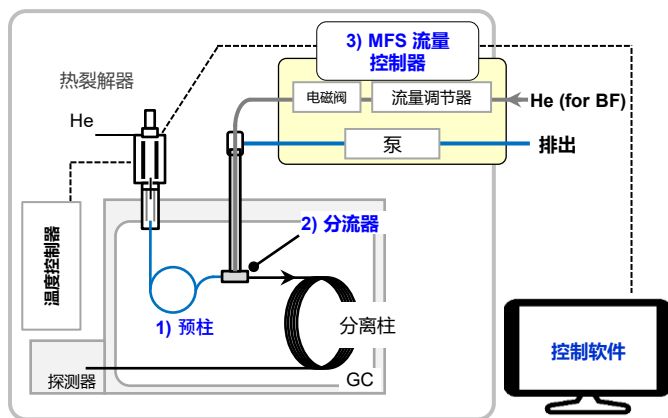 3) MFS 流量
控制器
热裂解器
He
电磁阀
流量调节器
He (for BF)
泵
排出
2) 分流器
温度控制器
1) 预柱
分离柱
控制软件
探测器
GC